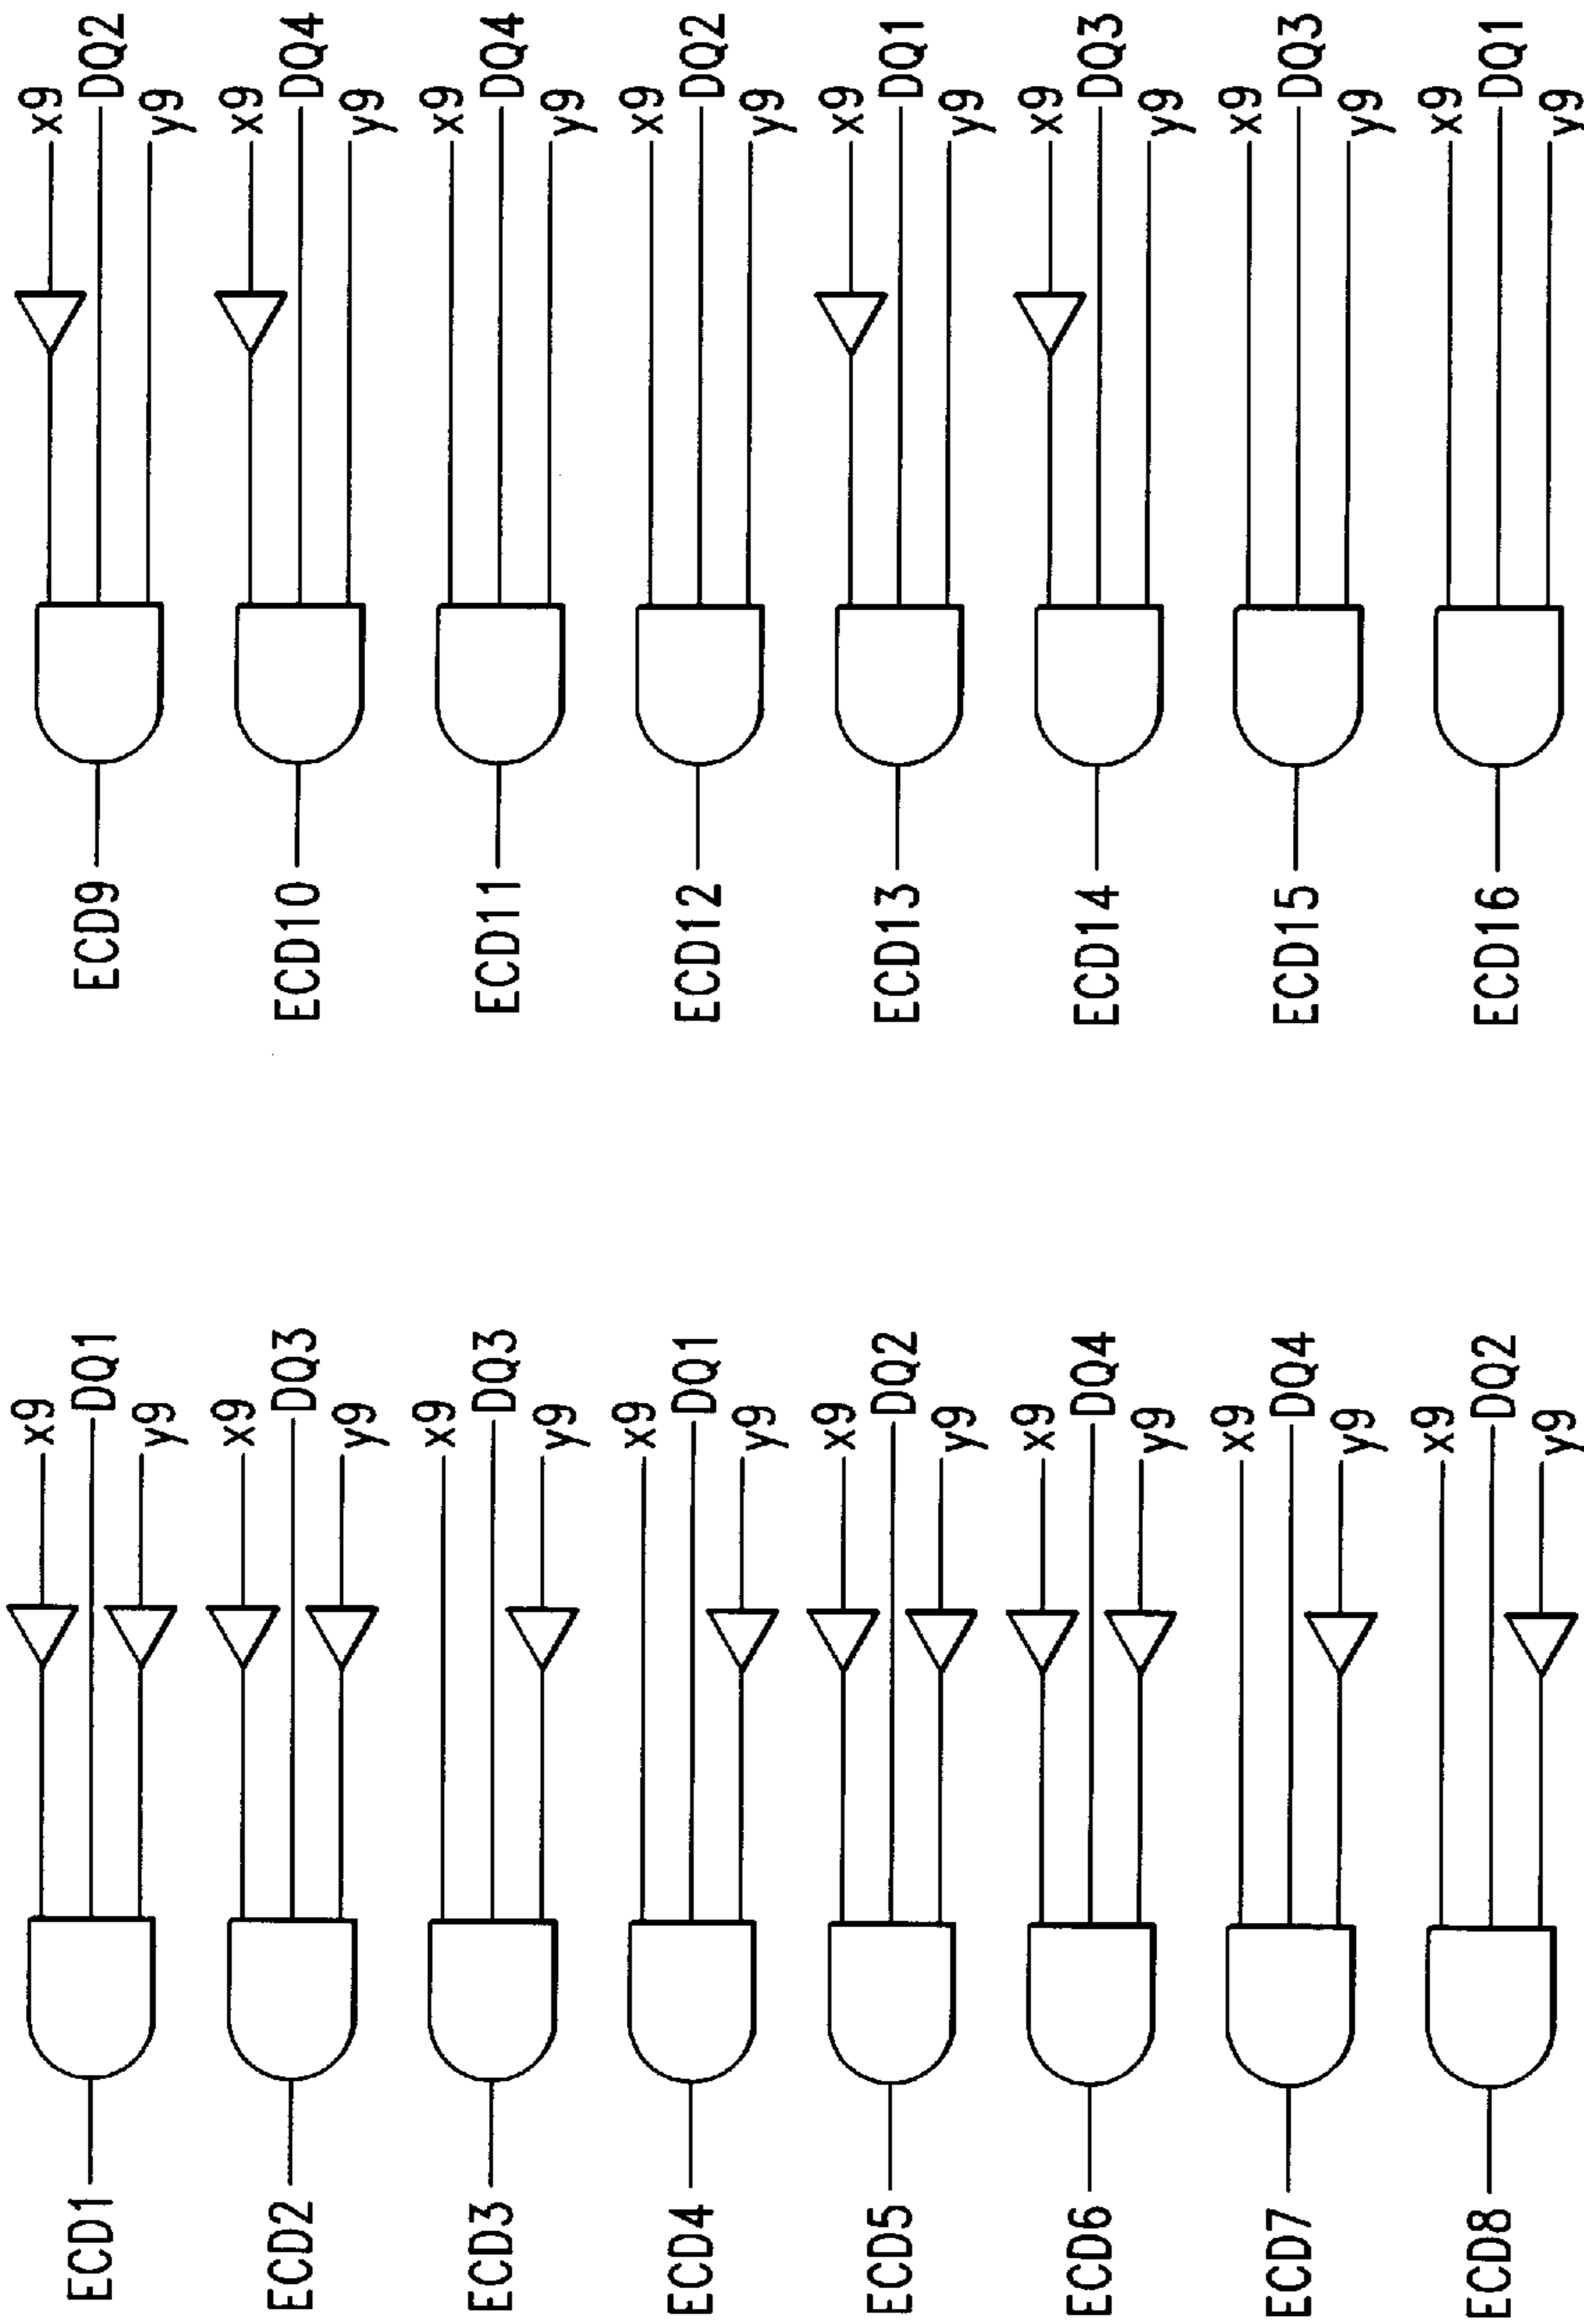 x9
ECD1
DQ1
y9
x9
ECD2
DQ3
y9
x9
ECD3
DQ3
y9
x9
ECD4
DQ1
y9
x9
ECD5
DQ2
y9
x9
ECD6
DQ4
y9
x9
ECD7
DQ4
y9
x9
ECD8
DQ2
y9
x9
ECD9
DQ2
y9
x9
ECD10
DQ4
y9
x9
ECD11
DQ4
y9
x9
ECD12
DQ2
y9
x9
ECD13
DQ1
y9
x9
ECD14
DQ3
y9
x9
ECD15
DQ3
y9
x9
ECD16
DQ1
y9